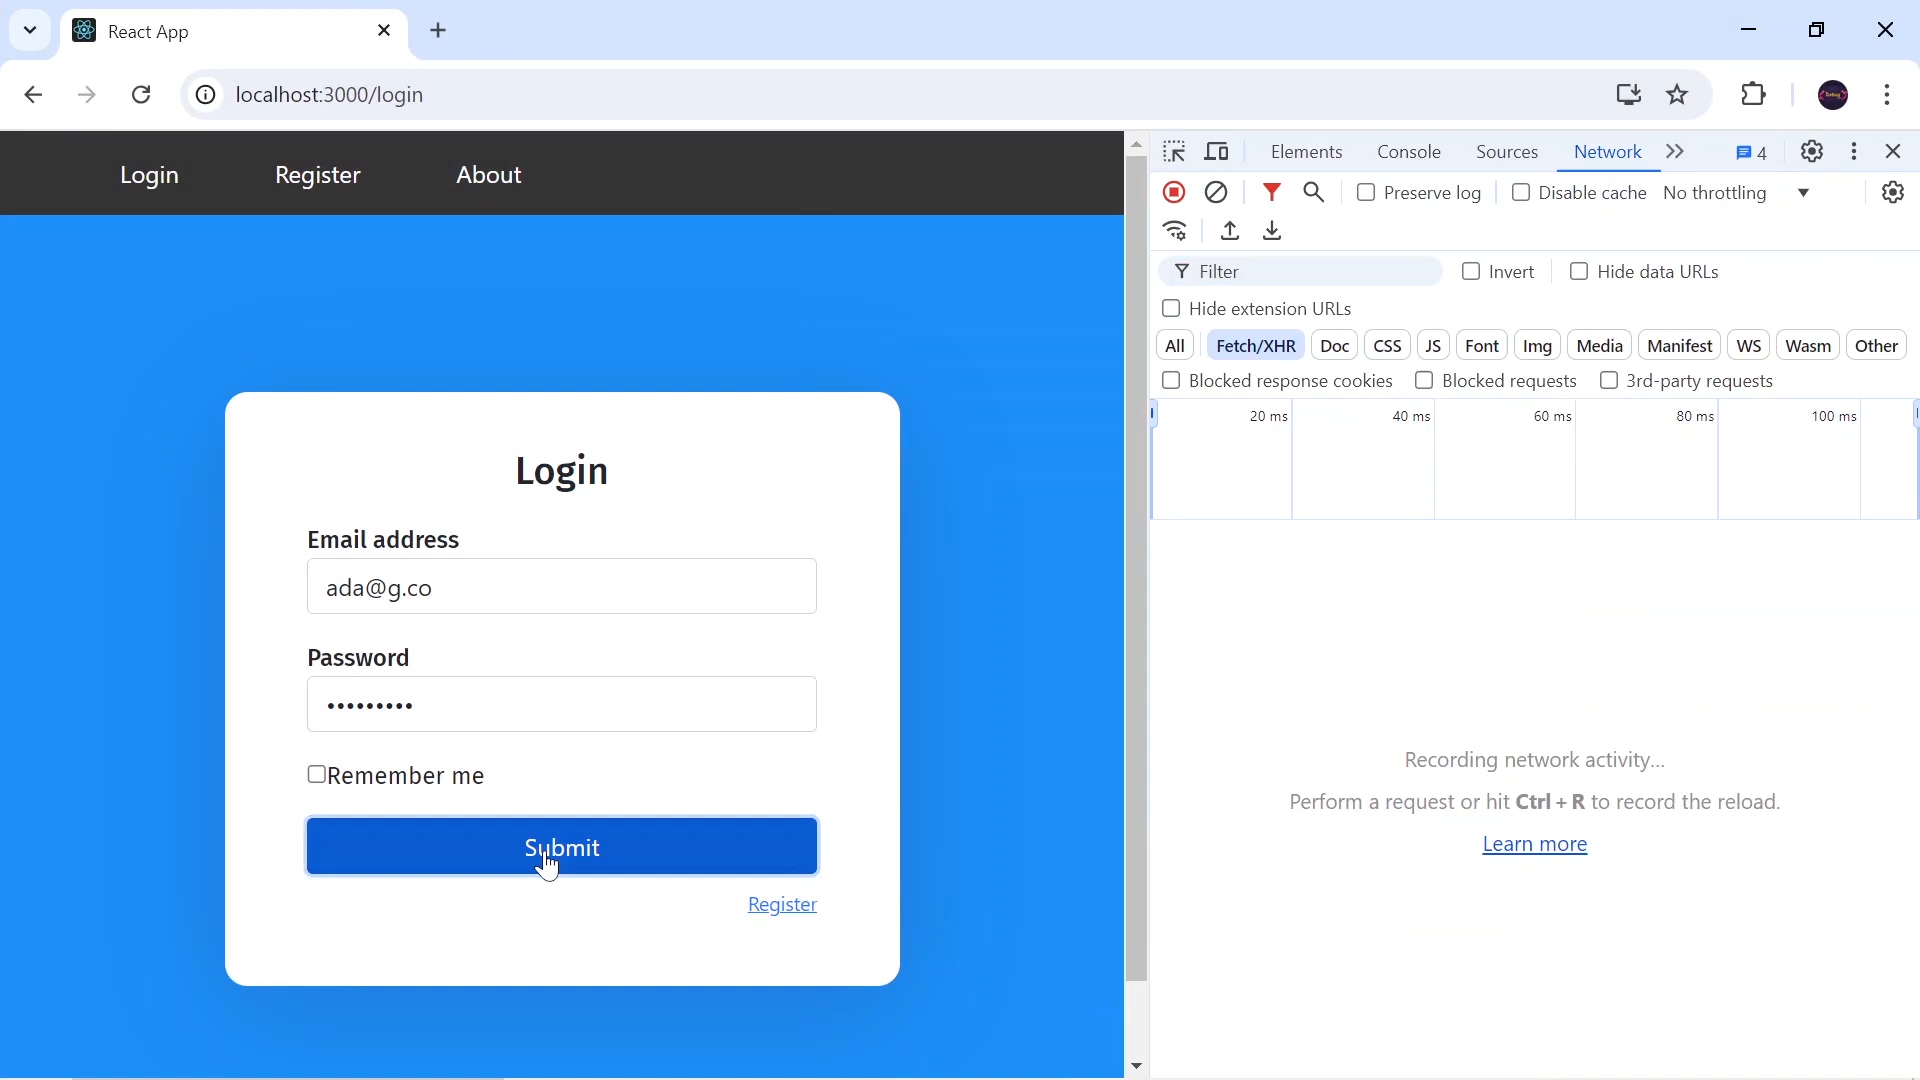 React App
localhost:3000/login
Login Register About
Elements Console Sources Network 4
Preserve log Disable cache No throttling
Filter Invert Hide data URLs
Hide extension URLs
All Fetch/XHR Doc CSS JS Font Img Media Manifest WS Wasm Other
Blocked response cookies Blocked requests 3rd-party requests
20 ms 40 ms 60 ms 80 ms 100 ms
Login
Email address
ada@g.co
Password
•••••••••
Remember me
Submit
Register
Recording network activity…
Perform a request or hit Ctrl + R to record the reload.
Learn more